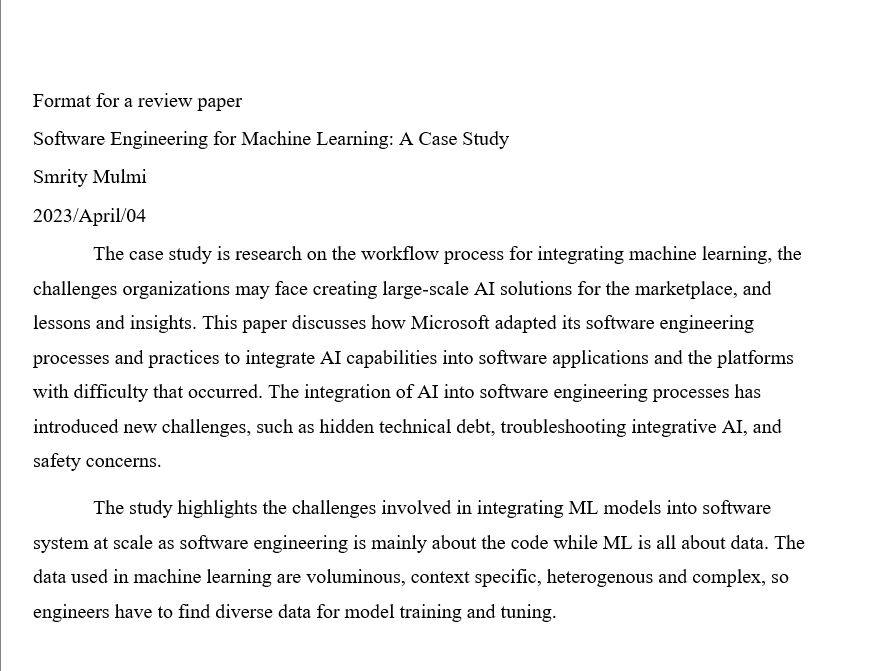 Format for a review paper
Software Engineering for Machine Learning: A Case Study
Smrity Mulmi
2023/April/04
The case study is research on the workflow process for integrating machine learning, the
challenges organizations may face creating large-scale AI solutions for the marketplace, and
lessons and insights. This paper discusses how Microsoft adapted its software engineering
processes and practices to integrate AI capabilities into software applications and the platforms
with difficulty that occurred. The integration of AI into software engineering processes has
introduced new challenges, such as hidden technical debt, troubleshooting integrative AI, and
safety concerns.
The study highlights the challenges involved in integrating ML models into software
system at scale as software engineering is mainly about the code while ML is all about data. The
data used in machine learning are voluminous, context specific, heterogenous and complex, so
engineers have to find diverse data for model training and tuning.